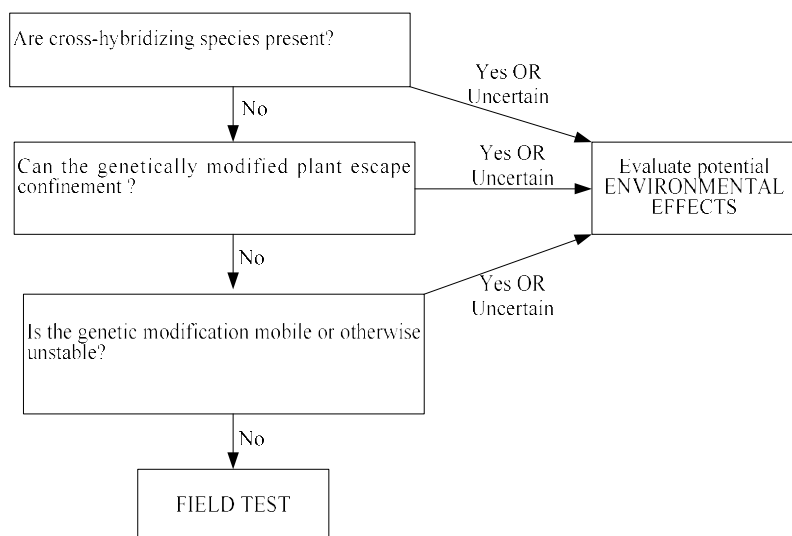 Are cross-hybridizing species present?
Yes OR
Uncertain
No
Can the genetically modified plant escape
confinement ?
Yes OR
Uncertain
Evaluate potential
ENVIRONMENTAL
EFFECTS
No
Yes OR
Uncertain
Is the genetic modification mobile or otherwise
unstable?
No
FIELD TEST